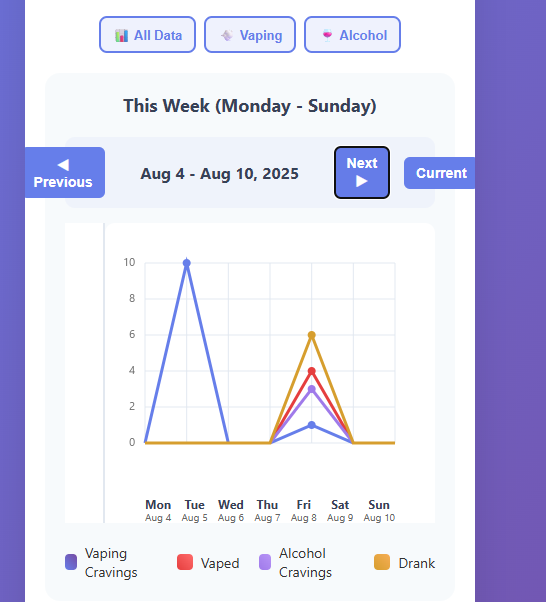 All Data
Vaping
Alcohol
This Week (Monday - Sunday)
◀
Previous
Aug 4 - Aug 10, 2025
Next
▶
Current
10
8
6
4
2
0
Mon Tue Wed Thu Fri Sat Sun
Aug 4 Aug 5 Aug 6 Aug 7 Aug 8 Aug 9 Aug 10
Vaping
Cravings
Vaped
Alcohol
Cravings
Drank